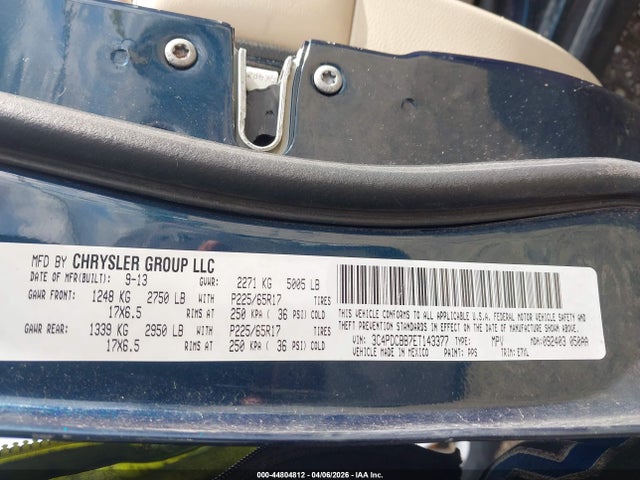 MFD BY CHRYSLER GROUP LLC
DATE OF MFR(BUILT): 9-13 GVWR: 2271 KG 5005 LB
GAWR FRONT: 1248 KG 2750 LB WITH P225/65R17 TIRES
17X6.5 RIMS AT 250 KPA ( 36 PSI) COLD
GAWR REAR: 1339 KG 2950 LB WITH P225/65R17 TIRES
17X6.5 RIMS AT 250 KPA ( 36 PSI) COLD
THIS VEHICLE CONFORMS TO ALL APPLICABLE U.S.A. FEDERAL MOTOR VEHICLE SAFETY AND
THEFT PREVENTION STANDARDS IN EFFECT ON THE DATE OF MANUFACTURE SHOWN ABOVE.
VIN: 3C4PDCBB7ET143377 TYPE: MPV MDH: 092403 050AA
VEHICLE MADE IN MEXICO PAINT: PPS TRIM: E7XL
000-44804812 - 04/06/2026 - IAA Inc.